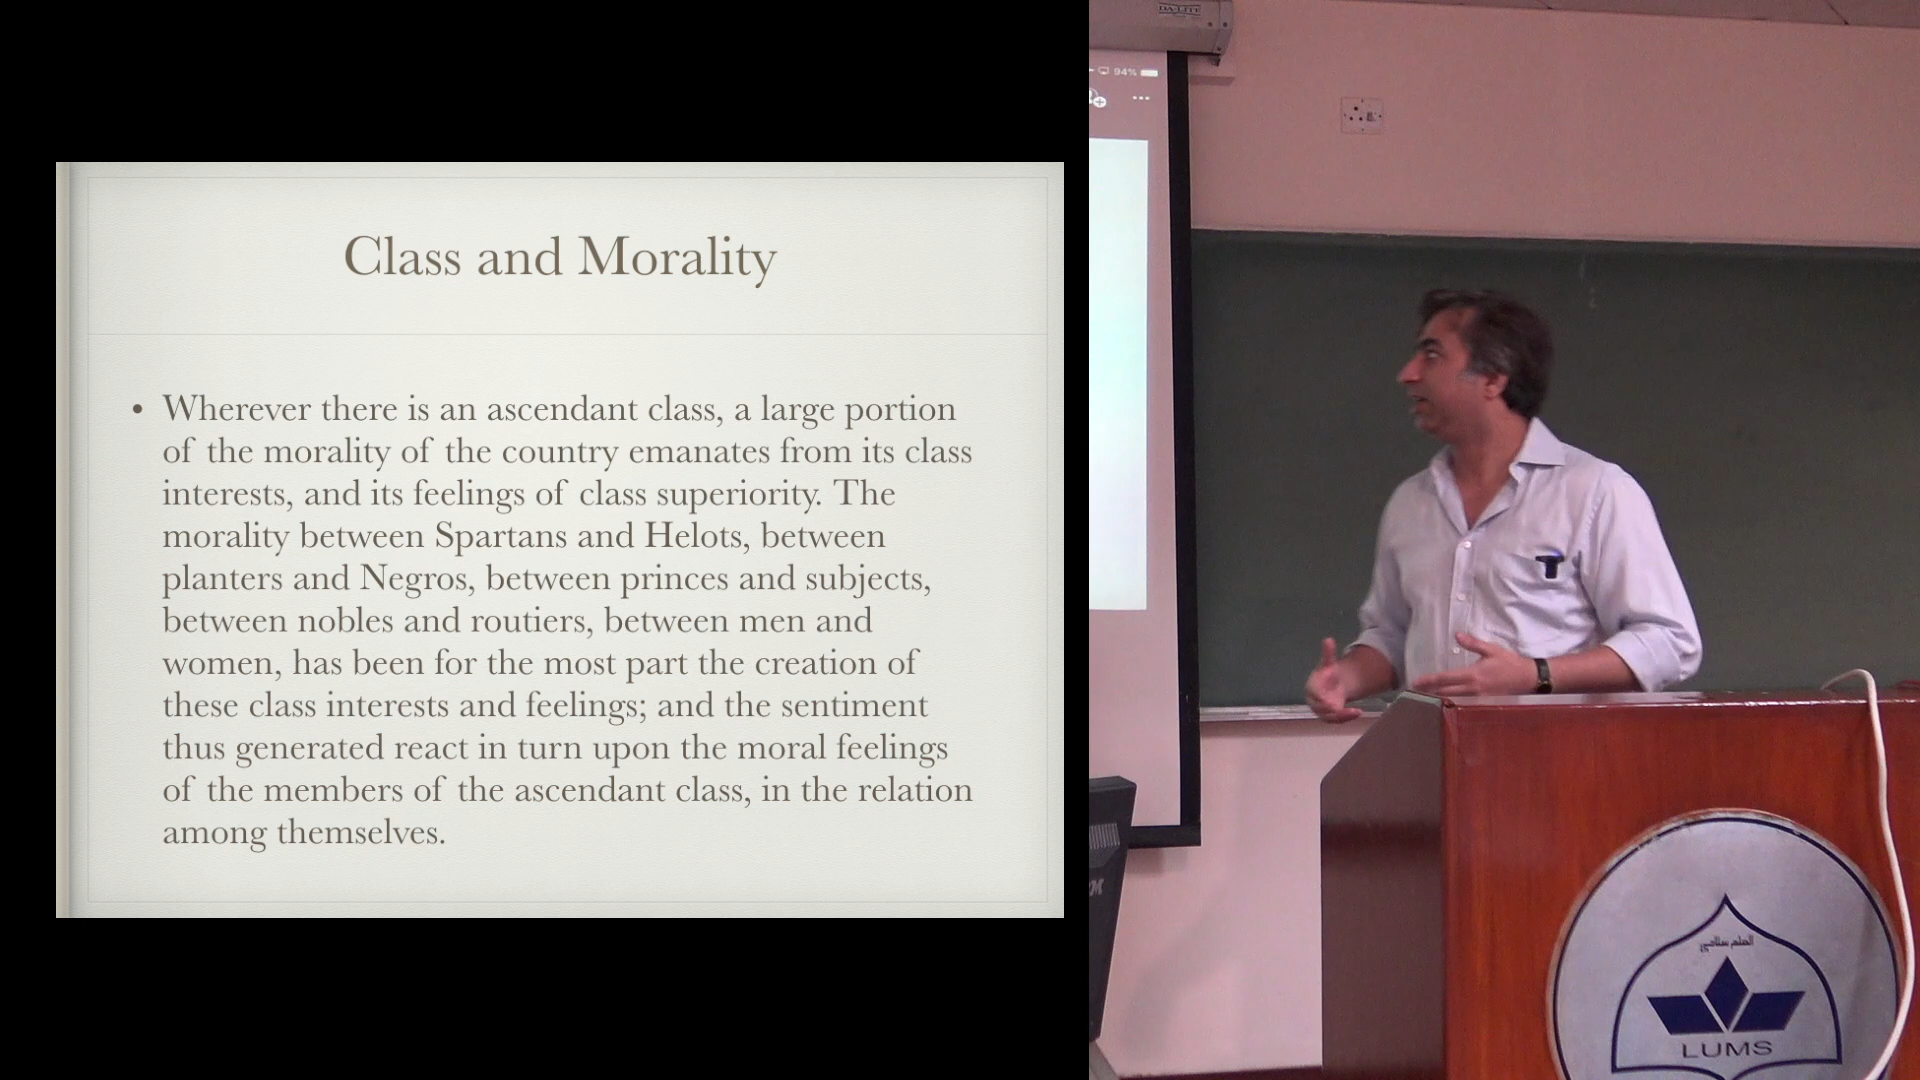 Class and Morality
• Wherever there is an ascendant class, a large portion
of the morality of the country emanates from its class
interests, and its feelings of class superiority. The
morality between Spartans and Helots, between
planters and Negros, between princes and subjects,
between nobles and routiers, between men and
women, has been for the most part the creation of
these class interests and feelings; and the sentiment
thus generated react in turn upon the moral feelings
of the members of the ascendant class, in the relation
among themselves.
DA-LITE
94%
LUMS